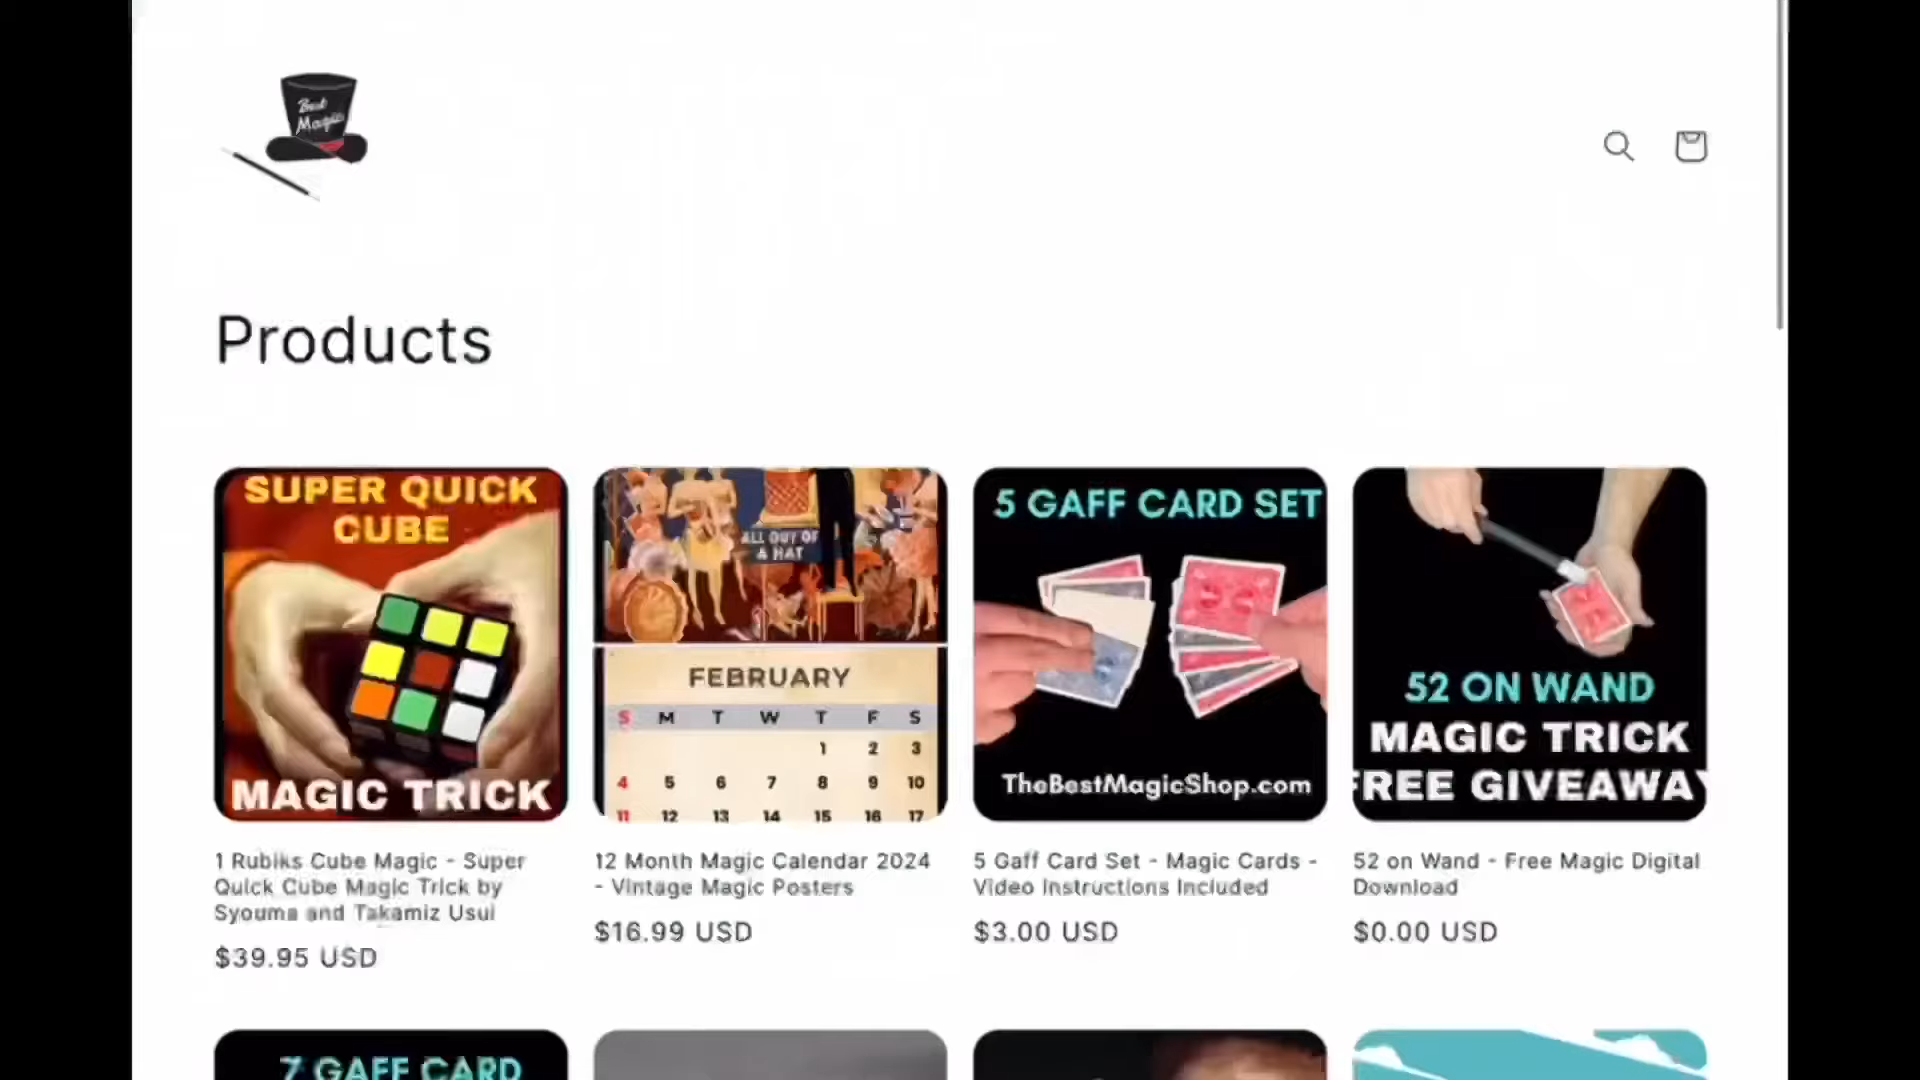 Best
Magic
Products
SUPER QUICK
CUBE
MAGIC TRICK
ALL OUT OF
A HAT
FEBRUARY
S M T W T F S
1 2 3
4 5 6 7 8 9 10
11 12 13 14 15 16 17
5 GAFF CARD SET
TheBestMagicShop.com
52 ON WAND
MAGIC TRICK
FREE GIVEAWAY
1 Rubiks Cube Magic - Super
Quick Cube Magic Trick by
Syouma and Takamiz Usui
$39.95 USD
12 Month Magic Calendar 2024
- Vintage Magic Posters
$16.99 USD
5 Gaff Card Set - Magic Cards -
Video Instructions Included
$3.00 USD
52 on Wand - Free Magic Digital
Download
$0.00 USD
7 GAFF CARD